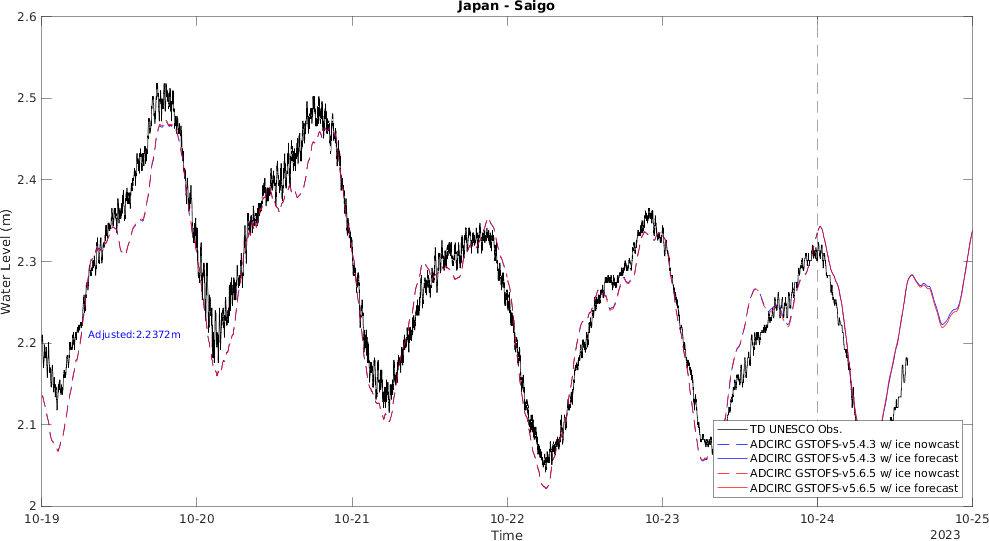 Japan - Saigo
2.6
2.5
2.4
2.3
2.2
2.1
2
Water Level (m)
Adjusted:2.2372m
TD UNESCO Obs.
ADCIRC GSTOFS-v5.4.3 w/ ice nowcast
ADCIRC GSTOFS-v5.4.3 w/ ice forecast
ADCIRC GSTOFS-v5.6.5 w/ ice nowcast
ADCIRC GSTOFS-v5.6.5 w/ ice forecast
10-19 10-20 10-21 10-22 10-23 10-24 10-25
Time
2023